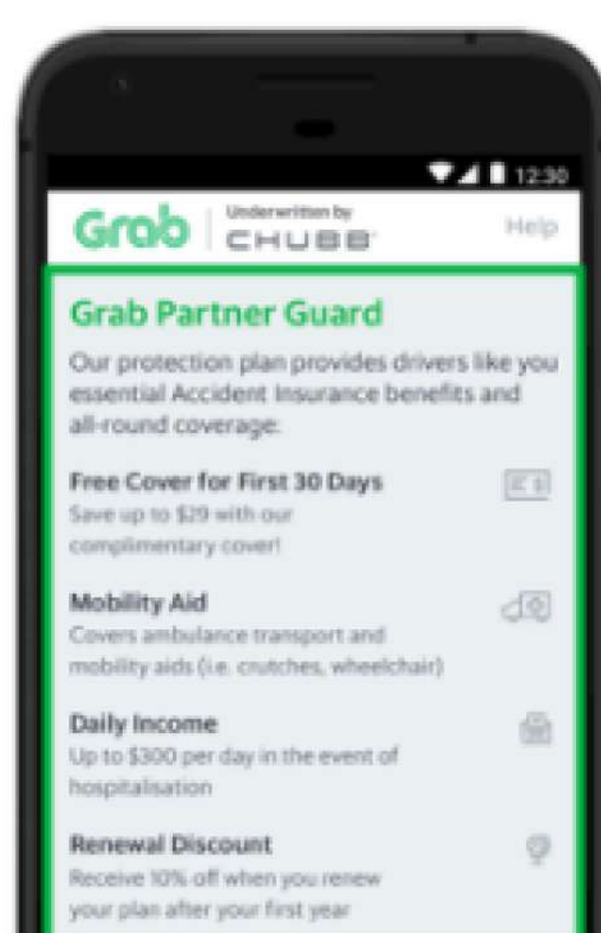 12:30
Grab
Underwritten by
CHUBB
Help
Grab Partner Guard
Our protection plan provides drivers like you
essential Accident Insurance benefits and
all-round coverage:
Free Cover for First 30 Days
Save up to $29 with our
complimentary cover!
Mobility Aid
Covers ambulance transport and
mobility aids (i.e. crutches, wheelchair)
Daily Income
Up to $300 per day in the event of
hospitalisation
Renewal Discount
Receive 10% off when you renew
your plan after your first year